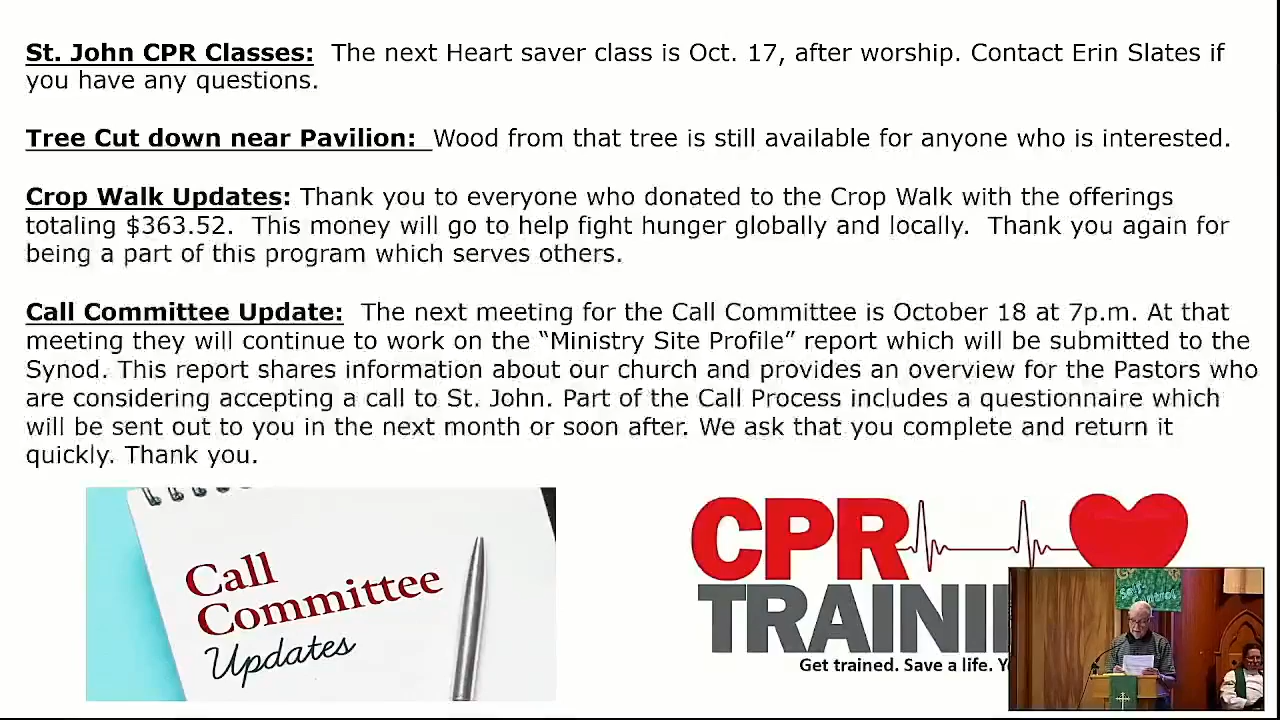 St. John CPR Classes:  The next Heart saver class is Oct. 17, after worship. Contact Erin Slates if
you have any questions.
Tree Cut down near Pavilion:  Wood from that tree is still available for anyone who is interested.
Crop Walk Updates: Thank you to everyone who donated to the Crop Walk with the offerings
totaling $363.52.  This money will go to help fight hunger globally and locally.  Thank you again for
being a part of this program which serves others.
Call Committee Update:  The next meeting for the Call Committee is October 18 at 7p.m. At that
meeting they will continue to work on the “Ministry Site Profile” report which will be submitted to the
Synod. This report shares information about our church and provides an overview for the Pastors who
are considering accepting a call to St. John. Part of the Call Process includes a questionnaire which
will be sent out to you in the next month or soon after. We ask that you complete and return it
quickly. Thank you.
Call
Committee
Updates
CPR
TRAINI
Get trained. Save a life.